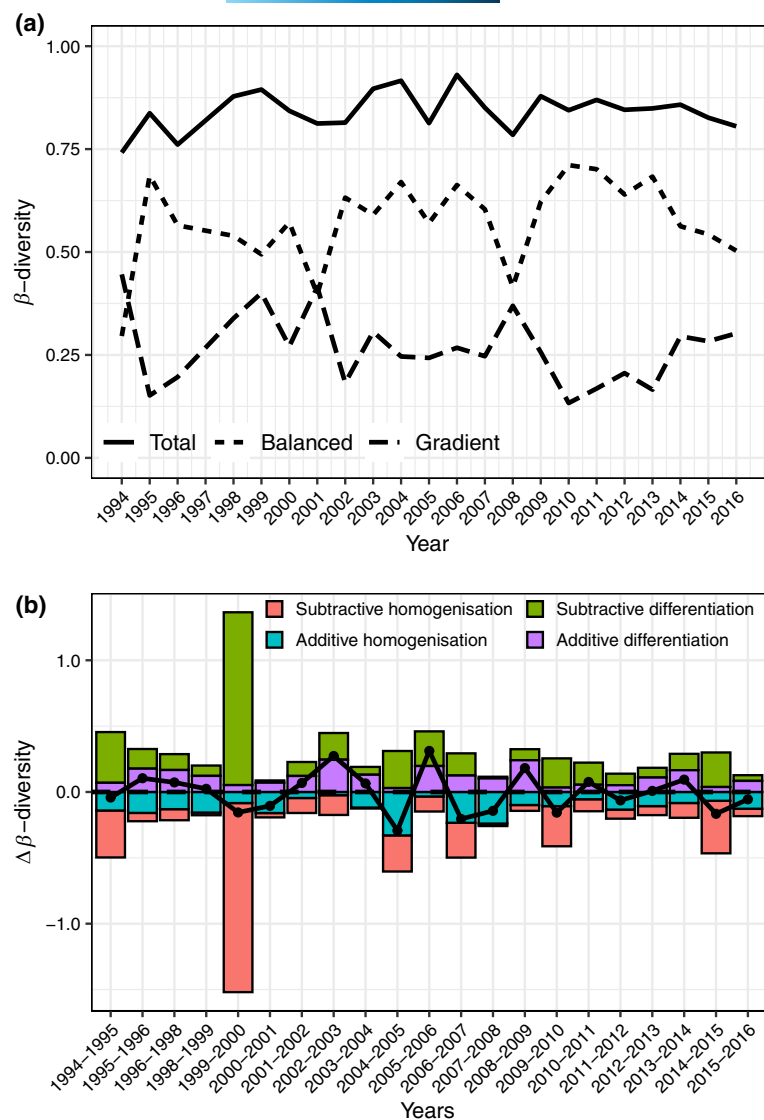 (a)
1.00
0.75
0.50
0.25
0.00
β−diversity
Total Balanced Gradient
1994 1995 1996 1997 1998 1999 2000 2001 2002 2003 2004 2005 2006 2007 2008 2009 2010 2011 2012 2013 2014 2015 2016
Year
(b)
Subtractive homogenisation Subtractive differentiation
Additive homogenisation Additive differentiation
1.0
0.0
−1.0
Δ β−diversity
1994−1995 1995−1996 1996−1998 1998−1999 1999−2000 2000−2001 2001−2002 2002−2003 2003−2004 2004−2005 2005−2006 2006−2007 2007−2008 2008−2009 2009−2010 2010−2011 2011−2012 2012−2013 2013−2014 2014−2015 2015−2016
Years